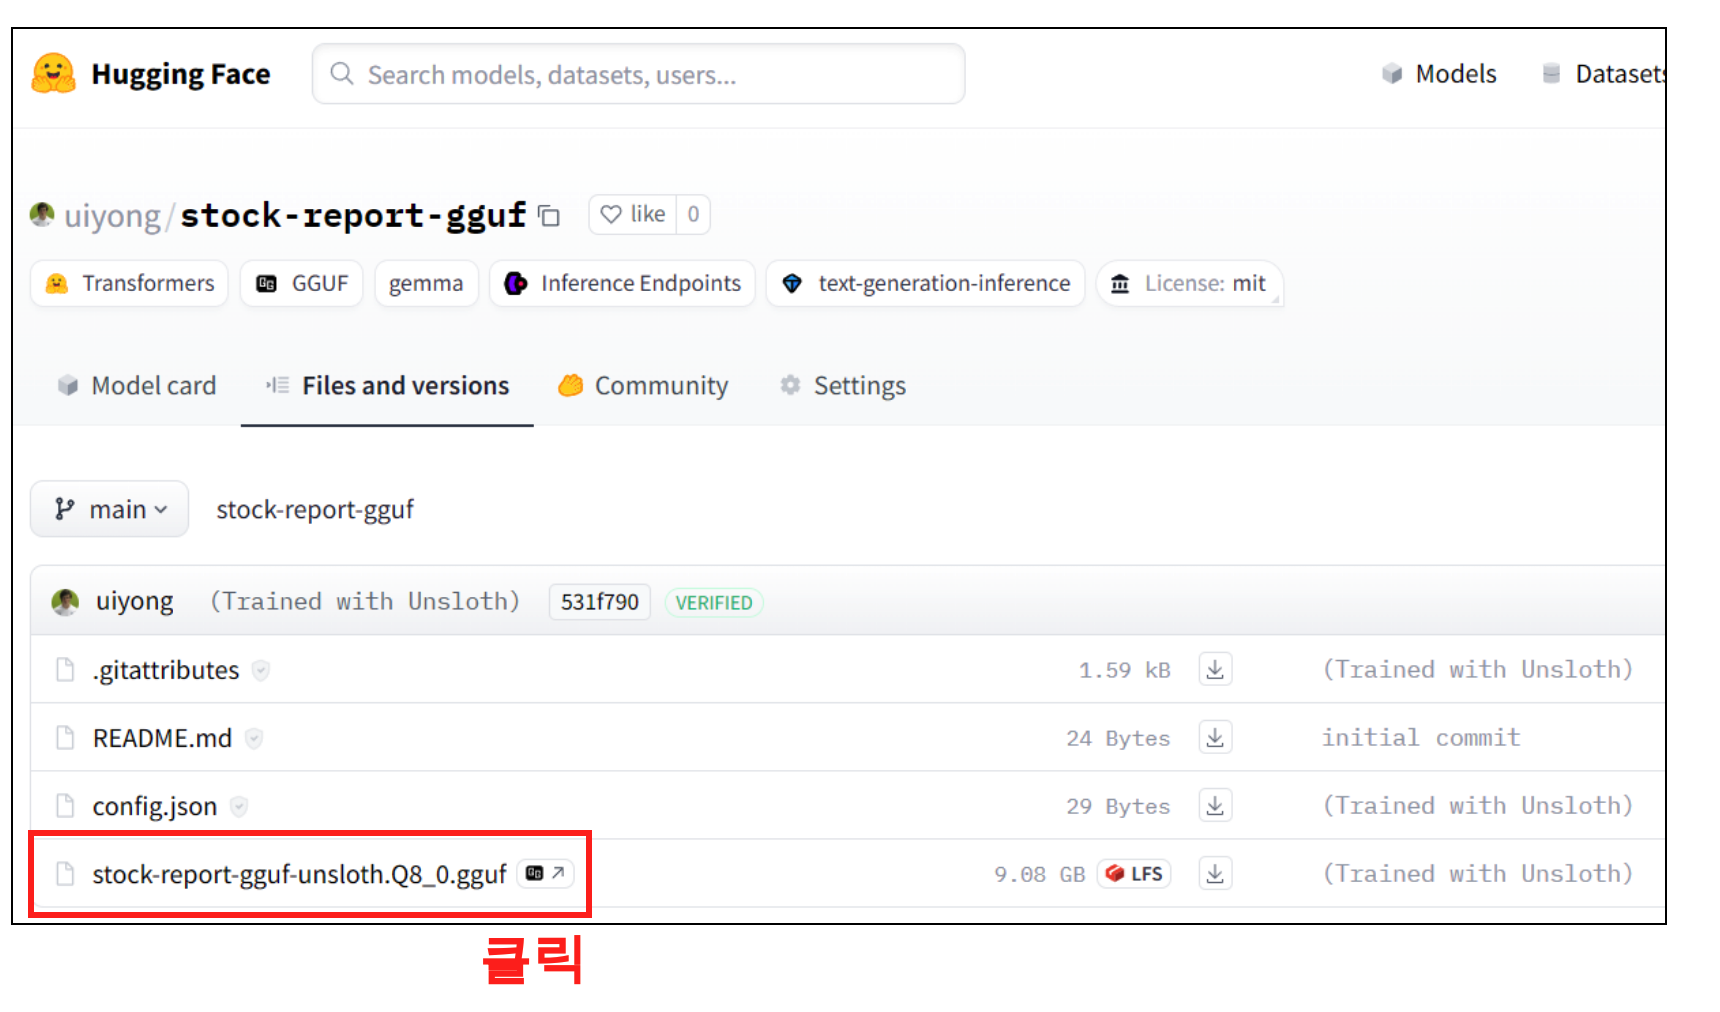 Hugging Face Search models, datasets, users... Models Datasets
uiyong/stock-report-gguf like 0
Transformers GGUF gemma Inference Endpoints text-generation-inference License: mit
Model card Files and versions Community Settings
main stock-report-gguf
uiyong (Trained with Unsloth) 531f790 VERIFIED
.gitattributes 1.59 kB (Trained with Unsloth)
README.md 24 Bytes initial commit
config.json 29 Bytes (Trained with Unsloth)
stock-report-gguf-unsloth.Q8_0.gguf 9.08 GB LFS (Trained with Unsloth)
클릭